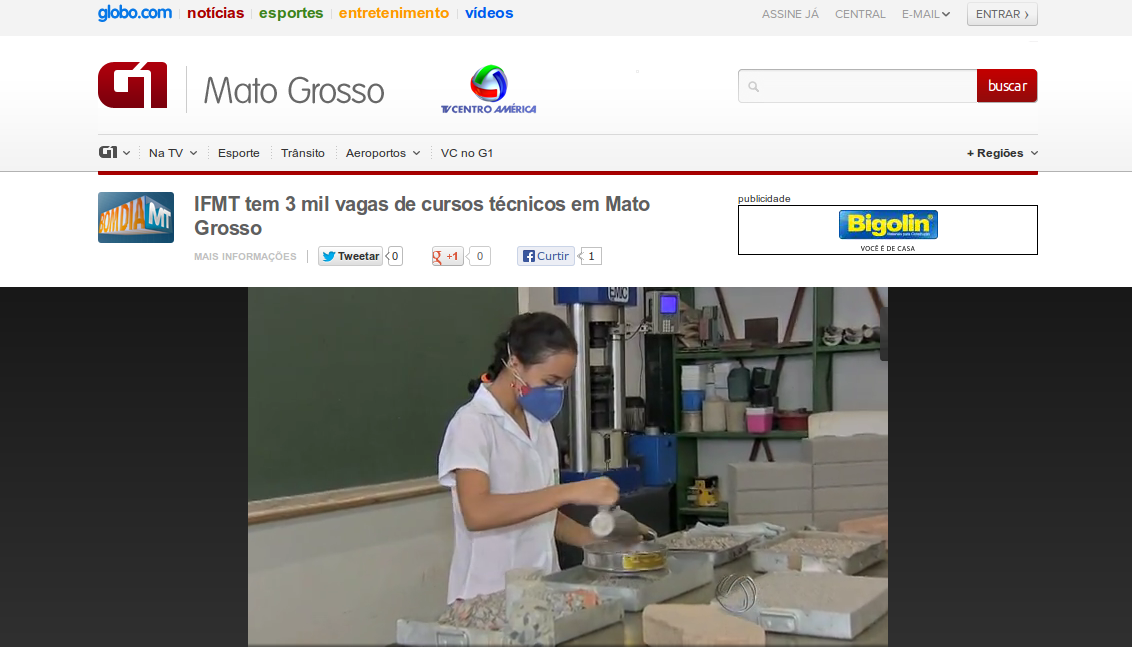 globo.com notícias esportes entretenimento vídeos ASSINE JÁ CENTRAL E-MAIL ENTRAR ›
G1 Mato Grosso TV CENTRO AMÉRICA buscar
G1 Na TV Esporte Trânsito Aeroportos VC no G1 + Regiões
BOM DIA MT
IFMT tem 3 mil vagas de cursos técnicos em Mato
Grosso
MAIS INFORMAÇÕES Tweetar 0 g +1 0 Curtir 1
publicidade
Bigolin
VOCÊ É DE CASA
EMIC